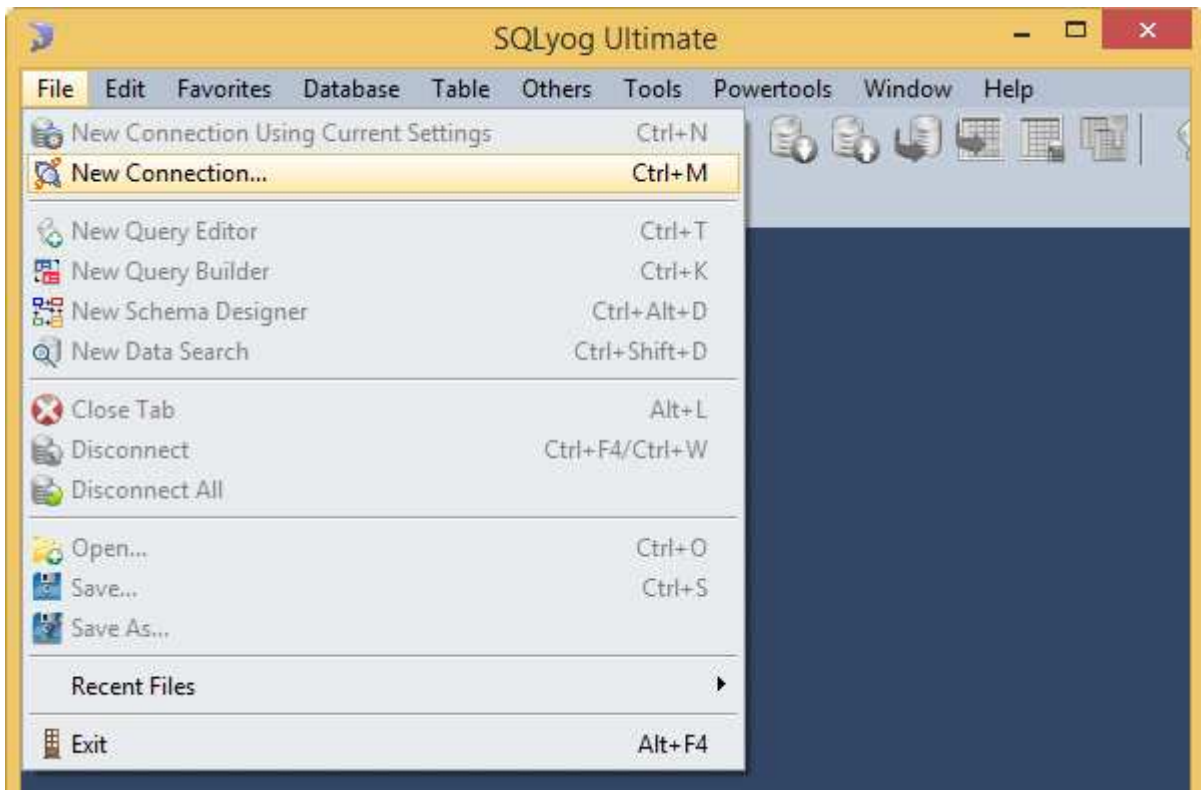 SQLyog Ultimate
File Edit Favorites Database Table Others Tools Powertools Window Help
New Connection Using Current Settings Ctrl+N
New Connection... Ctrl+M
New Query Editor Ctrl+T
New Query Builder Ctrl+K
New Schema Designer Ctrl+Alt+D
New Data Search Ctrl+Shift+D
Close Tab Alt+L
Disconnect Ctrl+F4/Ctrl+W
Disconnect All
Open... Ctrl+O
Save... Ctrl+S
Save As...
Recent Files
Exit Alt+F4